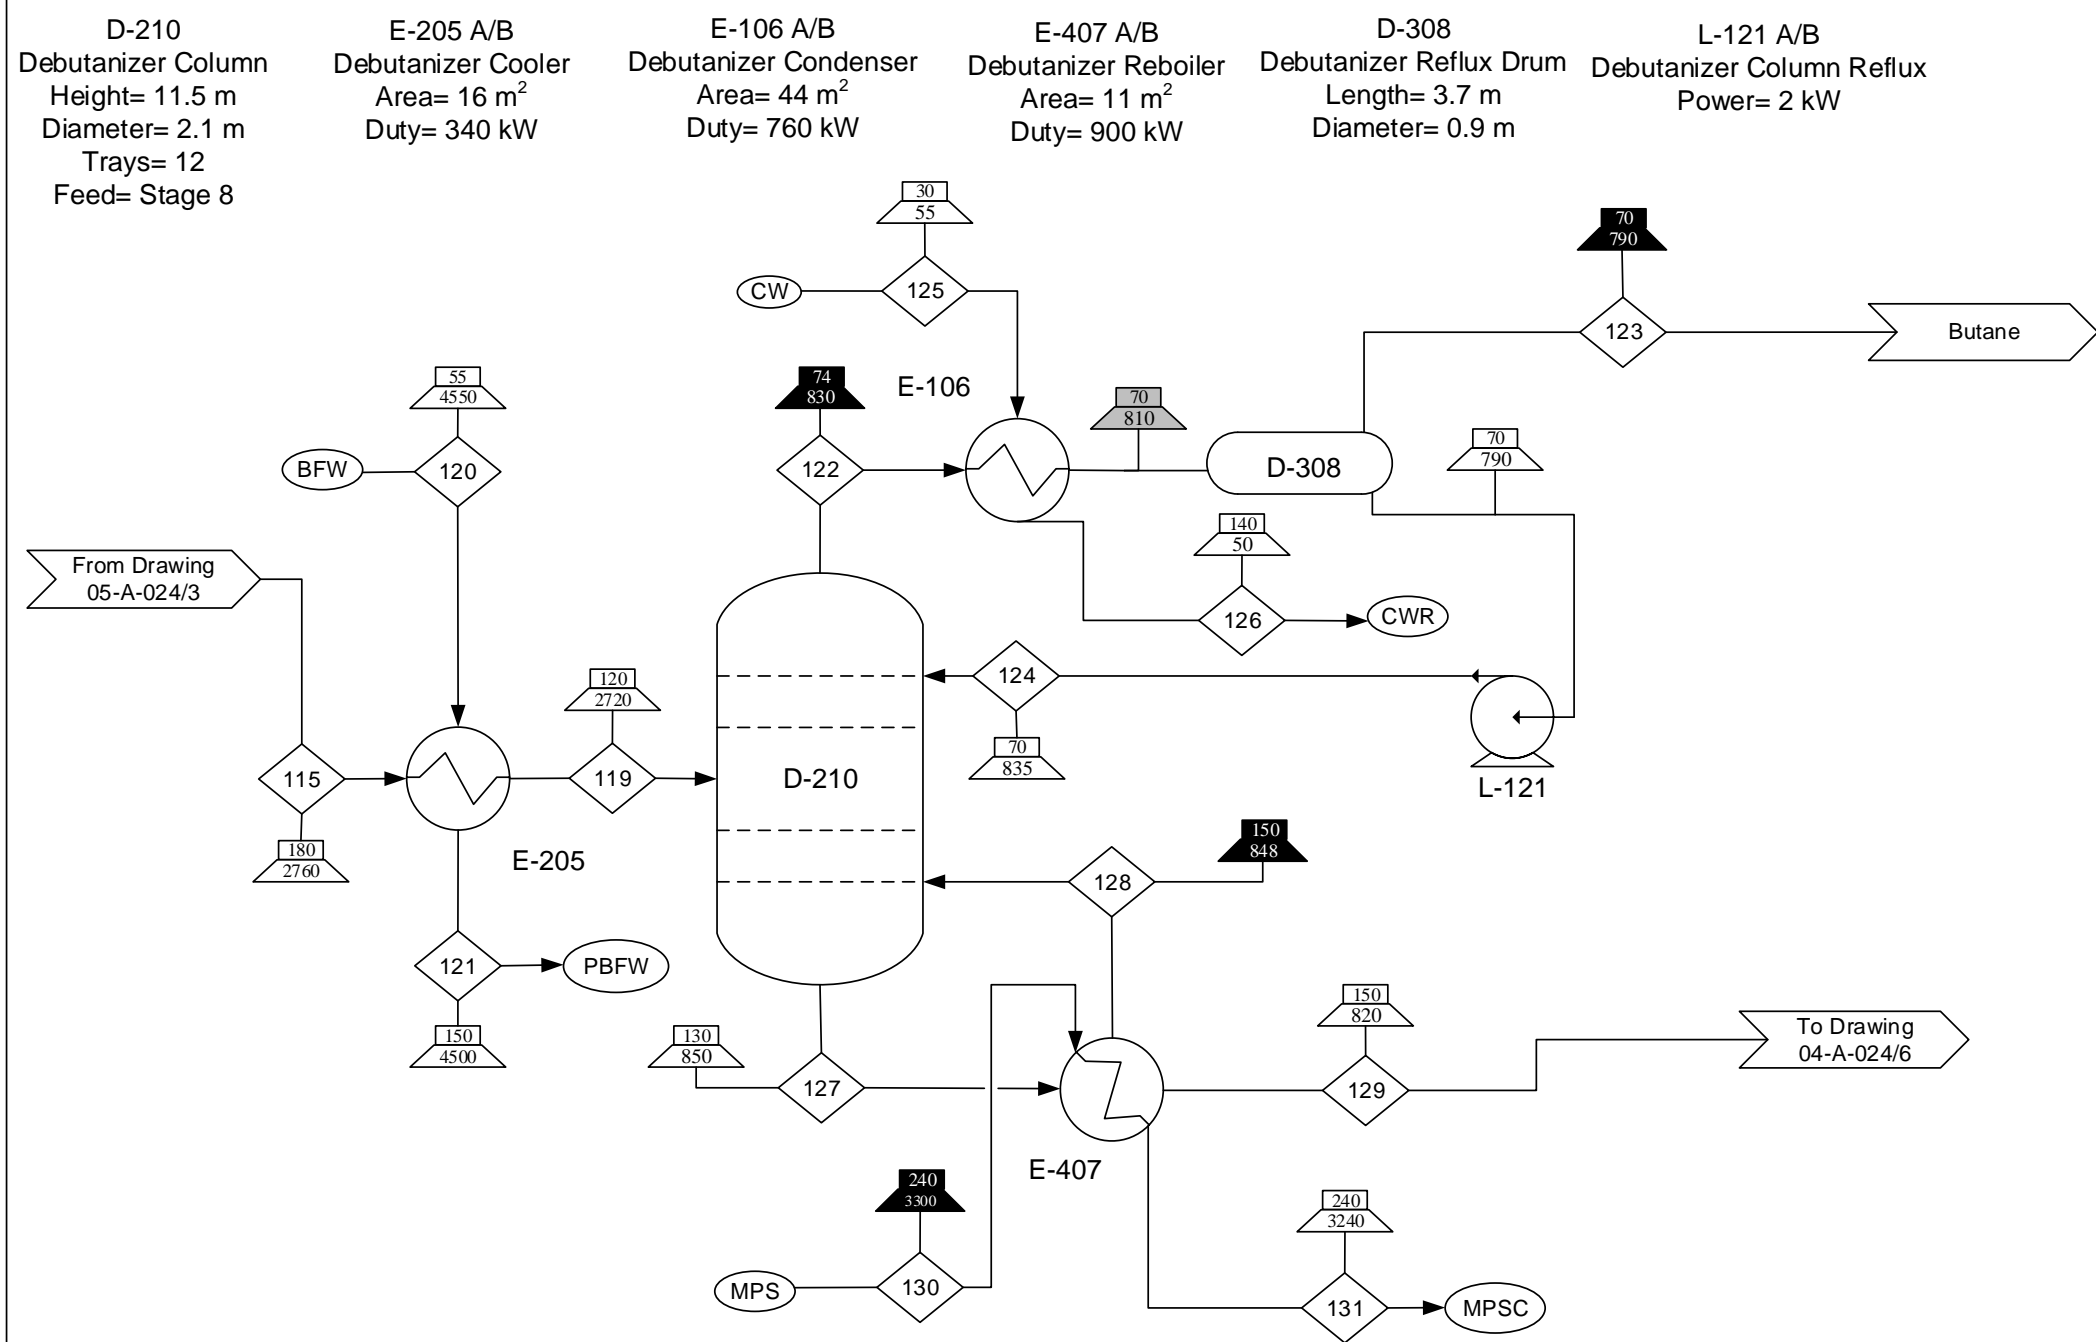 D-210
Debutanizer Column
Height= 11.5 m
Diameter= 2.1 m
Trays= 12
Feed= Stage 8
E-205 A/B
Debutanizer Cooler
Area= 16 m²
Duty= 340 kW
E-106 A/B
Debutanizer Condenser
Area= 44 m²
Duty= 760 kW
E-407 A/B
Debutanizer Reboiler
Area= 11 m²
Duty= 900 kW
D-308
Debutanizer Reflux Drum
Length= 3.7 m
Diameter= 0.9 m
L-121 A/B
Debutanizer Column Reflux
Power= 2 kW
30
55
CW
125
70
790
123
Butane
55
4550
BFW
120
74
830
122
E-106
70
810
D-308
70
790
140
50
126
CWR
From Drawing
05-A-024/3
115
180
2760
E-205
120
2720
119
D-210
124
70
835
L-121
121
PBFW
150
4500
150
848
128
130
850
127
E-407
150
820
129
To Drawing
04-A-024/6
240
3300
MPS
130
240
3240
131
MPSC